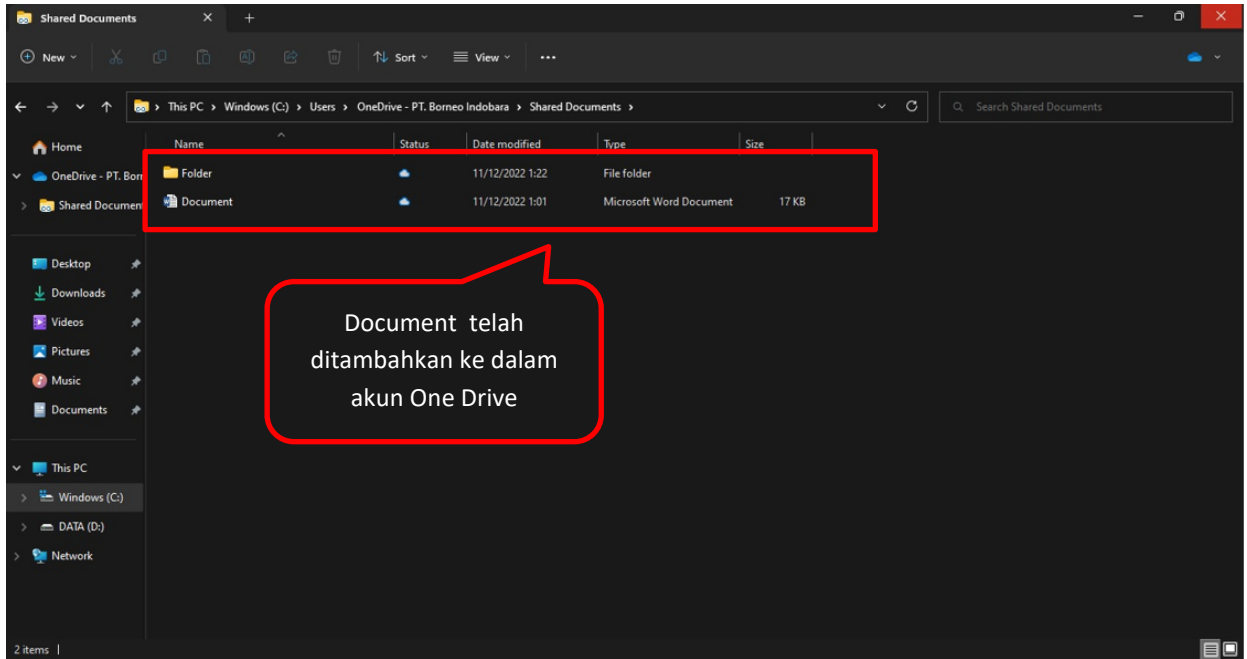 Shared Documents
New
Sort
View
This PC > Windows (C:) > Users > OneDrive - PT. Borneo Indobara > Shared Documents >
Search Shared Documents
Name Status Date modified Type Size
Folder 11/12/2022 1:22 File folder
Document 11/12/2022 1:01 Microsoft Word Document 17 KB
Home
OneDrive - PT. Born
Shared Documen
Desktop
Downloads
Videos
Pictures
Music
Documents
This PC
Windows (C:)
DATA (D:)
Network
Document telah
ditambahkan ke dalam
akun One Drive
2 items